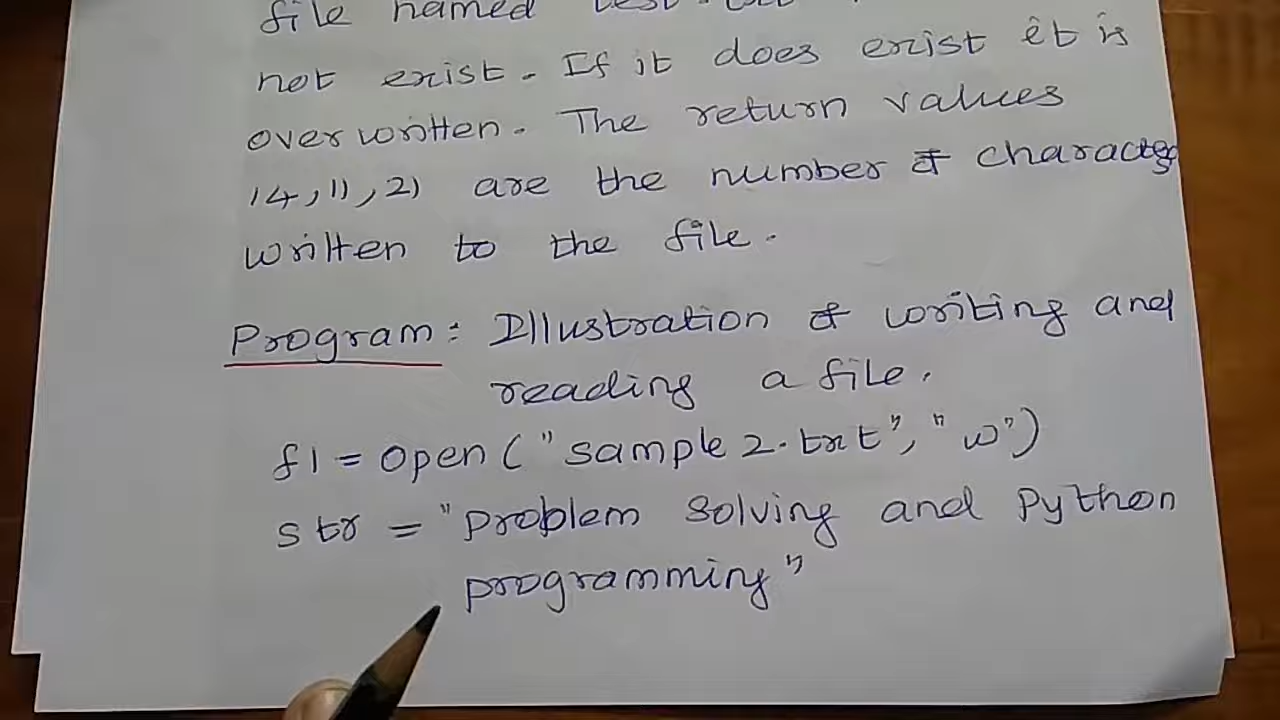 file named
not exist. If it does exist it is
overwritten. The return values
14, 11, 21 are the number of characters
written to the file.
Program: Illustration of writing and
reading a file.
f1 = open("sample2.txt", "w")
str = "Problem solving and Python
programming"